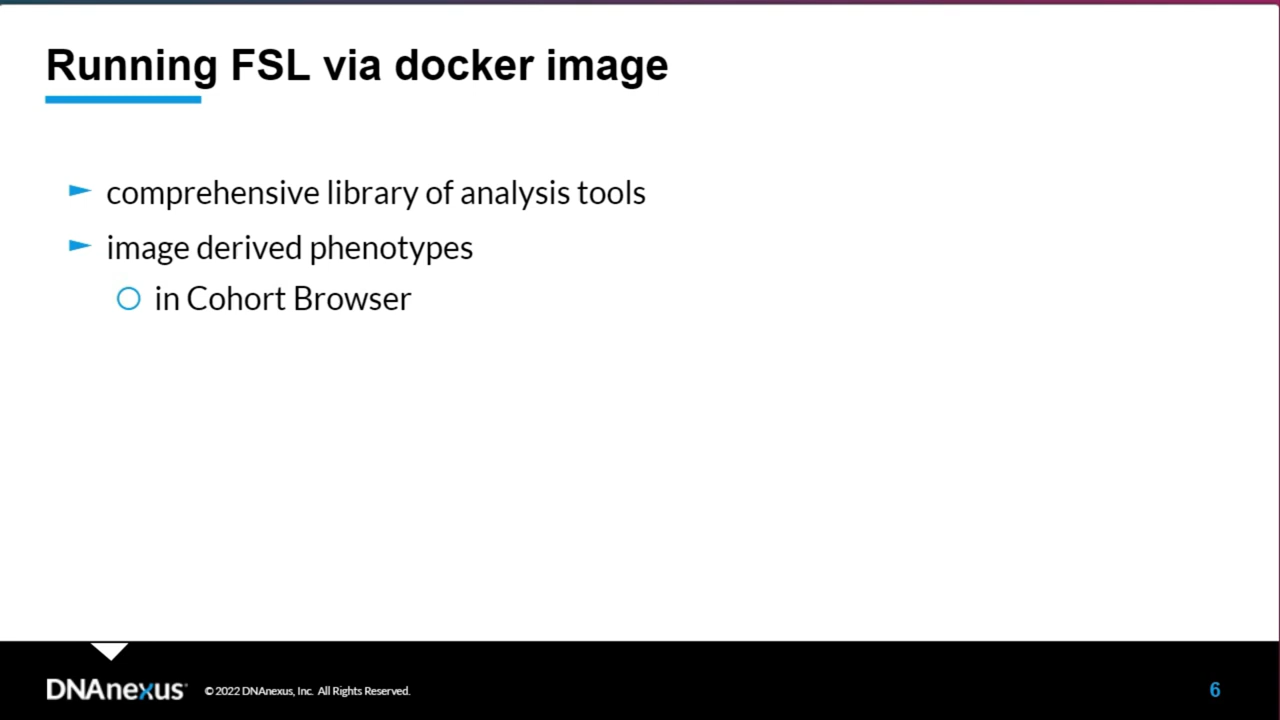 Running FSL via docker image
comprehensive library of analysis tools
image derived phenotypes
in Cohort Browser
DNAnexus © 2022 DNAnexus, Inc. All Rights Reserved. 6